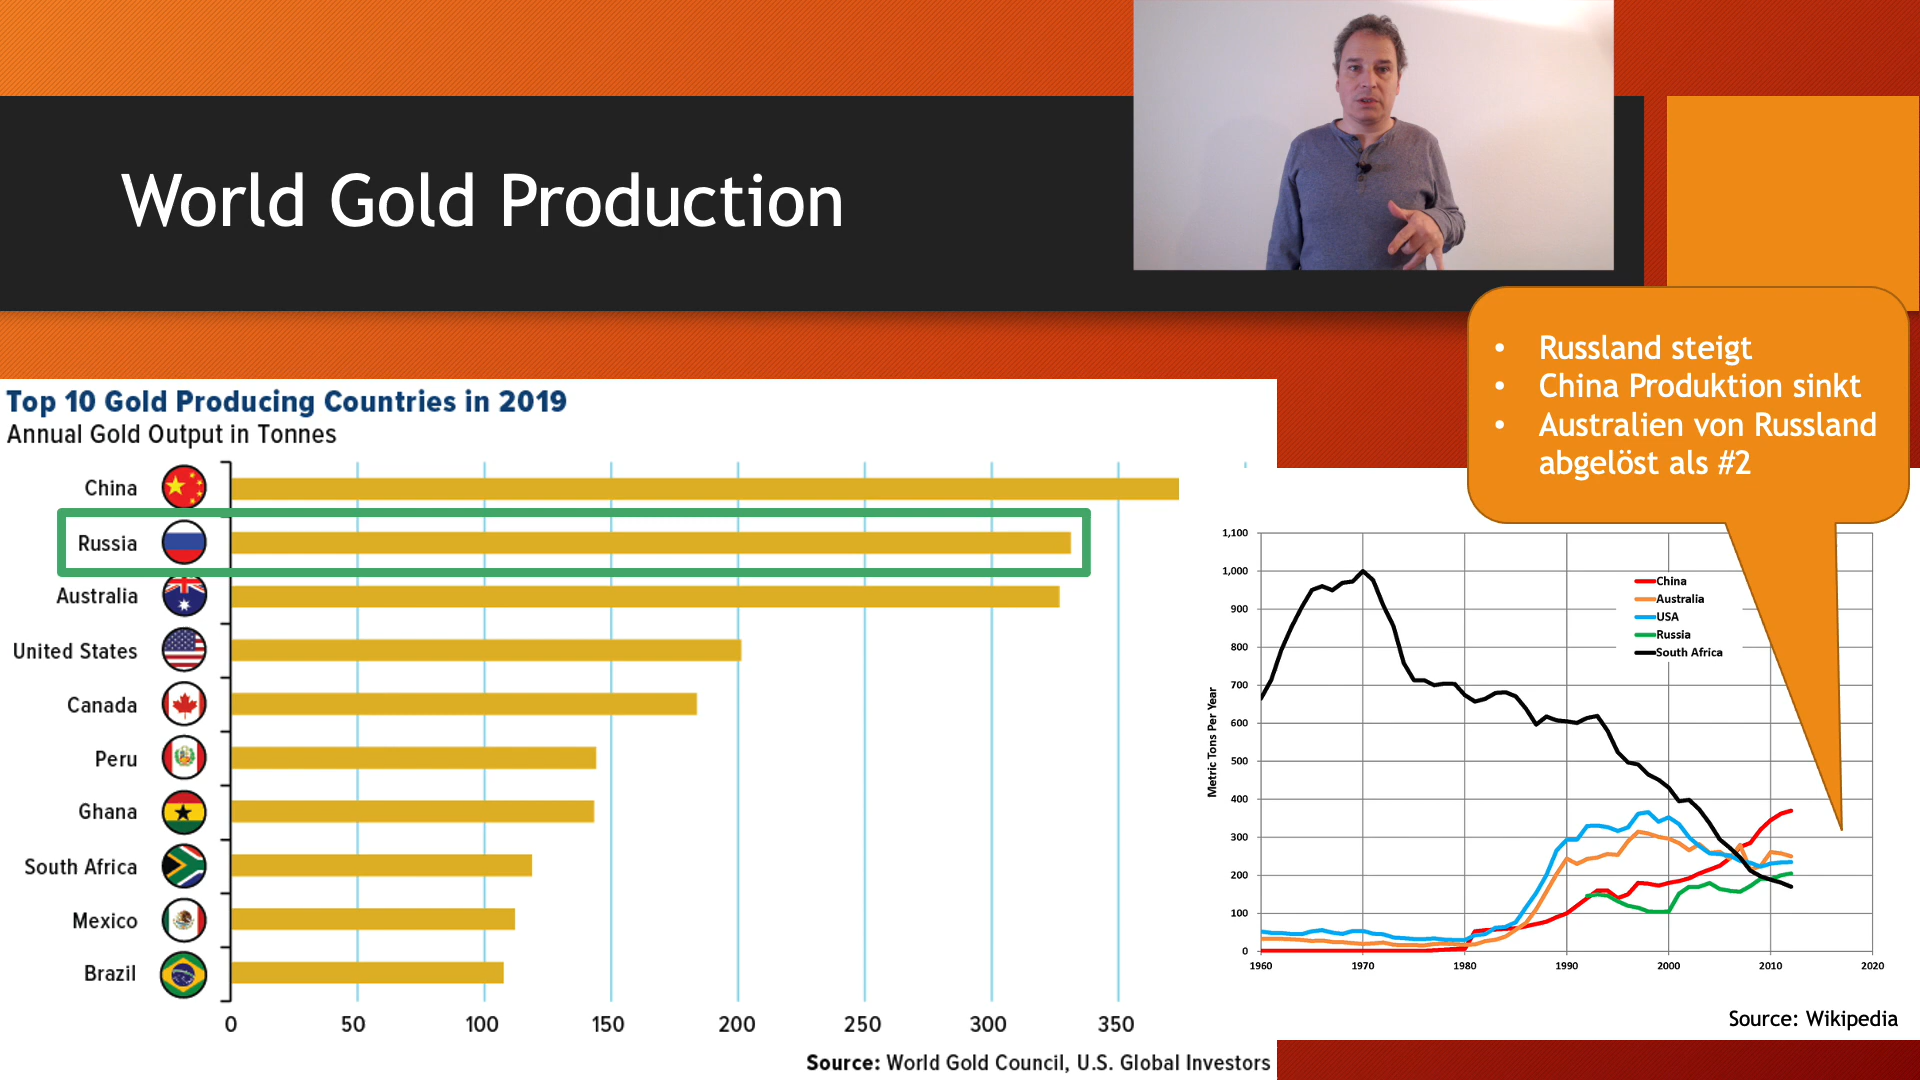 World Gold Production
• Russland steigt
• China Produktion sinkt
• Australien von Russland
abgelöst als #2
Top 10 Gold Producing Countries in 2019
Annual Gold Output in Tonnes
China
Russia
Australia
United States
Canada
Peru
Ghana
South Africa
Mexico
Brazil
0 50 100 150 200 250 300 350
Source: World Gold Council, U.S. Global Investors
1,100
1,000
900
800
700
600
500
400
300
200
100
0
Metric Tons Per Year
China
Australia
USA
Russia
South Africa
1960 1970 1980 1990 2000 2010 2020
Source: Wikipedia